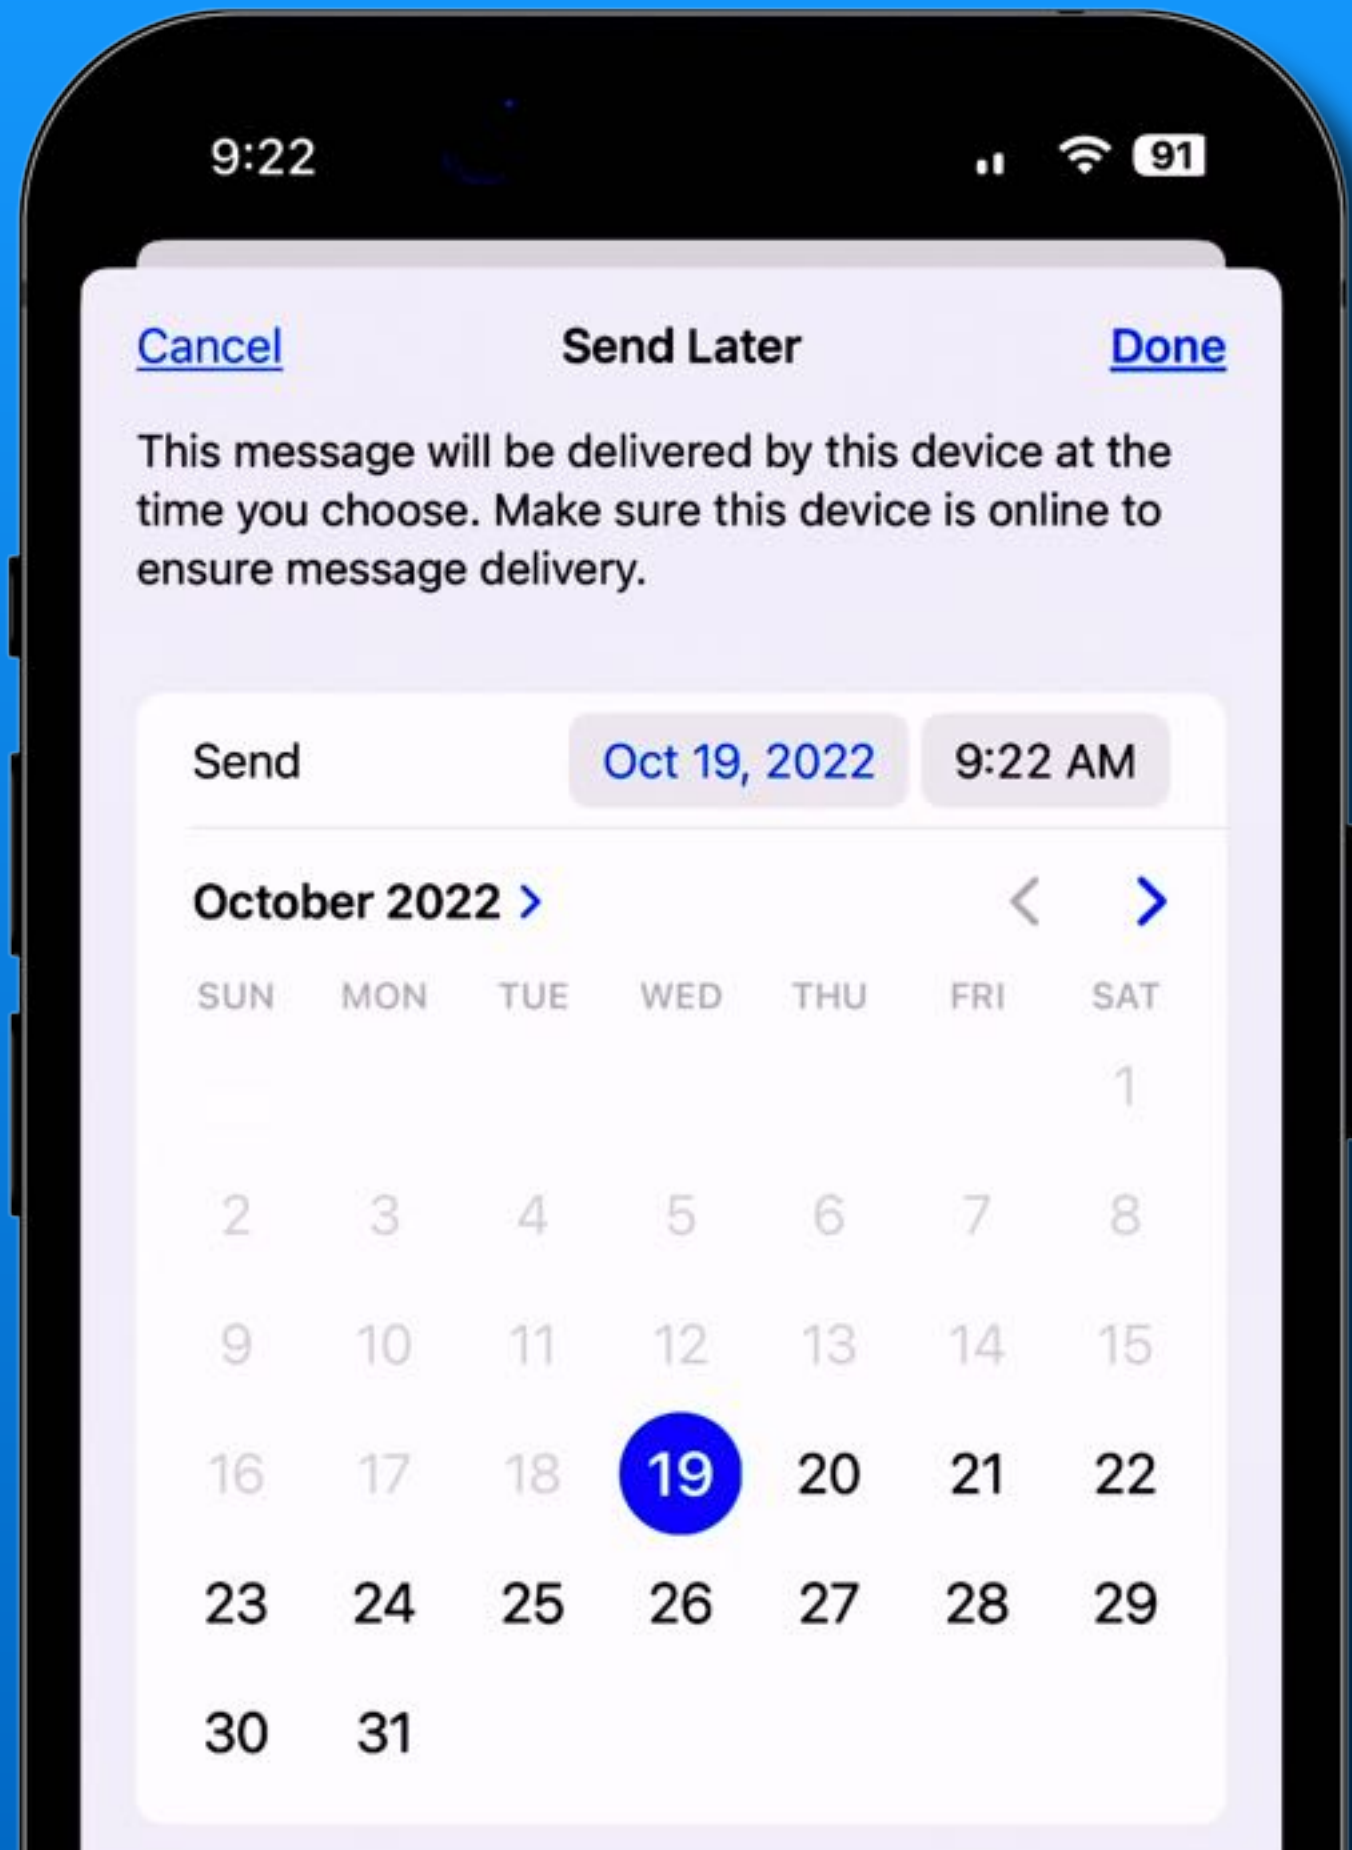 9:22 91
Cancel Send Later Done
This message will be delivered by this device at the
time you choose. Make sure this device is online to
ensure message delivery.
Send Oct 19, 2022 9:22 AM
October 2022
SUN MON TUE WED THU FRI SAT
1
2 3 4 5 6 7 8
9 10 11 12 13 14 15
16 17 18 19 20 21 22
23 24 25 26 27 28 29
30 31